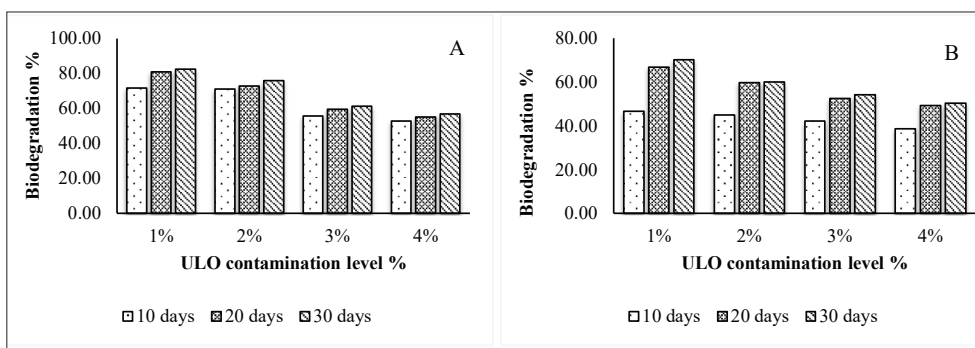 A
Biodegradation %
100.00
80.00
60.00
40.00
20.00
0.00
1% 2% 3% 4%
ULO contamination level %
10 days 20 days 30 days
B
Biodegradation %
80.00
60.00
40.00
20.00
0.00
1% 2% 3% 4%
ULO contamination level %
10 days 20 days 30 days